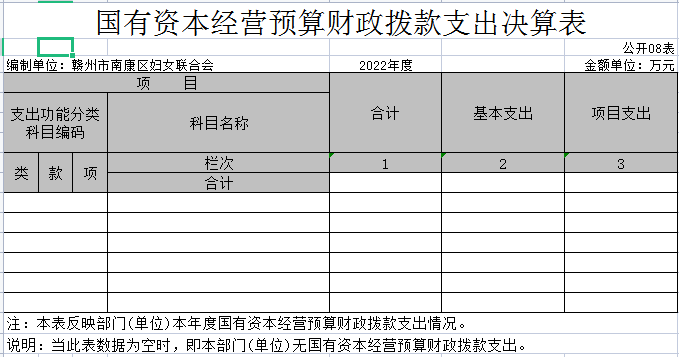 国有资本经营预算财政拨款支出决算表
公开08表
编制单位：赣州市南康区妇女联合会 2022年度 金额单位：万元
项 目 合计 基本支出 项目支出
支出功能分类
科目编码 科目名称
类 款 项 栏次 1 2 3
合计
注：本表反映部门(单位)本年度国有资本经营预算财政拨款支出情况。
说明：当此表数据为空时，即本部门(单位)无国有资本经营预算财政拨款支出。